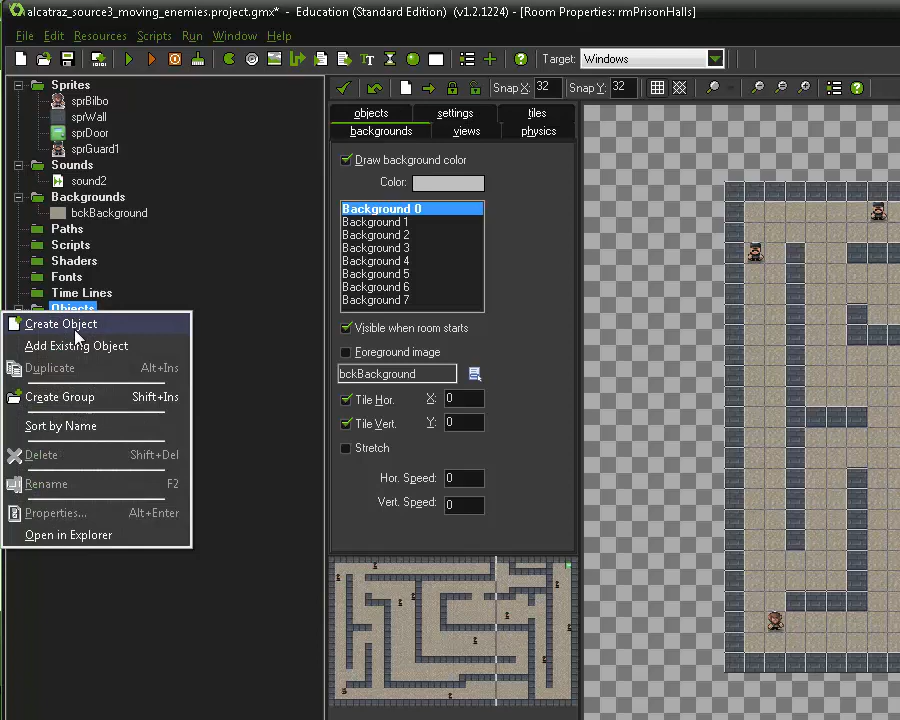 alcatraz_source3_moving_enemies.project.gmx* - Education (Standard Edition) (v1.2.1224) - [Room Properties: rmPrisonHalls]
File Edit Resources Scripts Run Window Help
Target: Windows
Snap X: 32 Snap Y: 32
Sprites
sprBilbo
sprWall
sprDoor
sprGuard1
Sounds
sound2
Backgrounds
bckBackground
Paths
Scripts
Shaders
Fonts
Time Lines
Objects
Create Object
Add Existing Object
Duplicate Alt+Ins
Create Group Shift+Ins
Sort by Name
Delete Shift+Del
Rename F2
Properties... Alt+Enter
Open in Explorer
objects settings tiles
backgrounds views physics
Draw background color
Color:
Background 0
Background 1
Background 2
Background 3
Background 4
Background 5
Background 6
Background 7
Visible when room starts
Foreground image
bckBackground
Tile Hor. X: 0
Tile Vert. Y: 0
Stretch
Hor. Speed: 0
Vert. Speed: 0